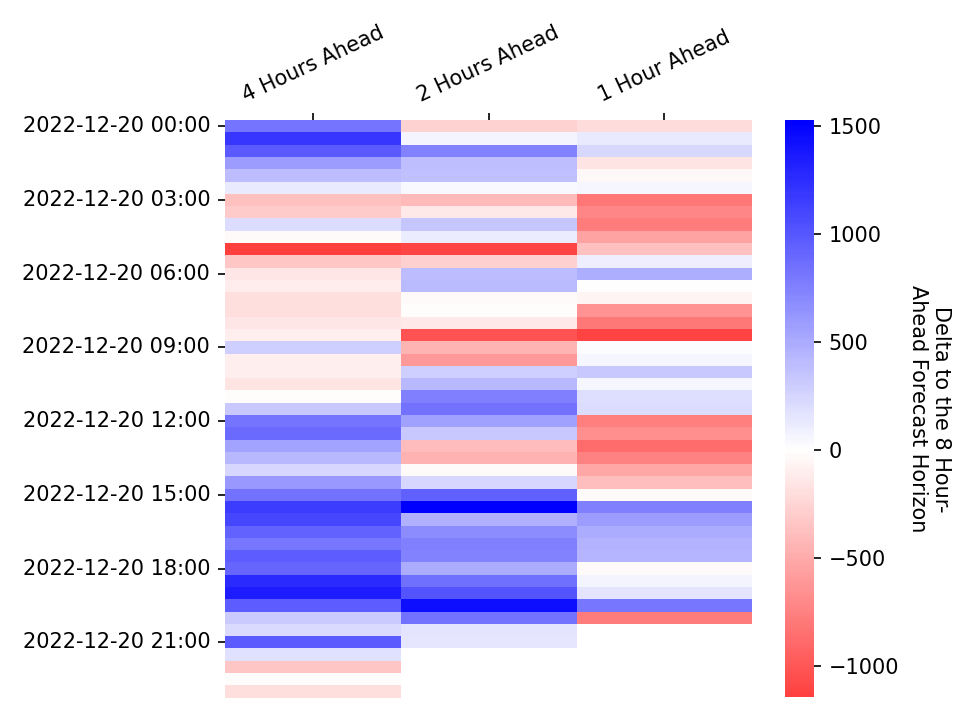 4 Hours Ahead
2 Hours Ahead
1 Hour Ahead
2022-12-20 00:00
2022-12-20 03:00
2022-12-20 06:00
2022-12-20 09:00
2022-12-20 12:00
2022-12-20 15:00
2022-12-20 18:00
2022-12-20 21:00
1500
1000
500
0
−500
−1000
Delta to the 8 Hour-
Ahead Forecast Horizon